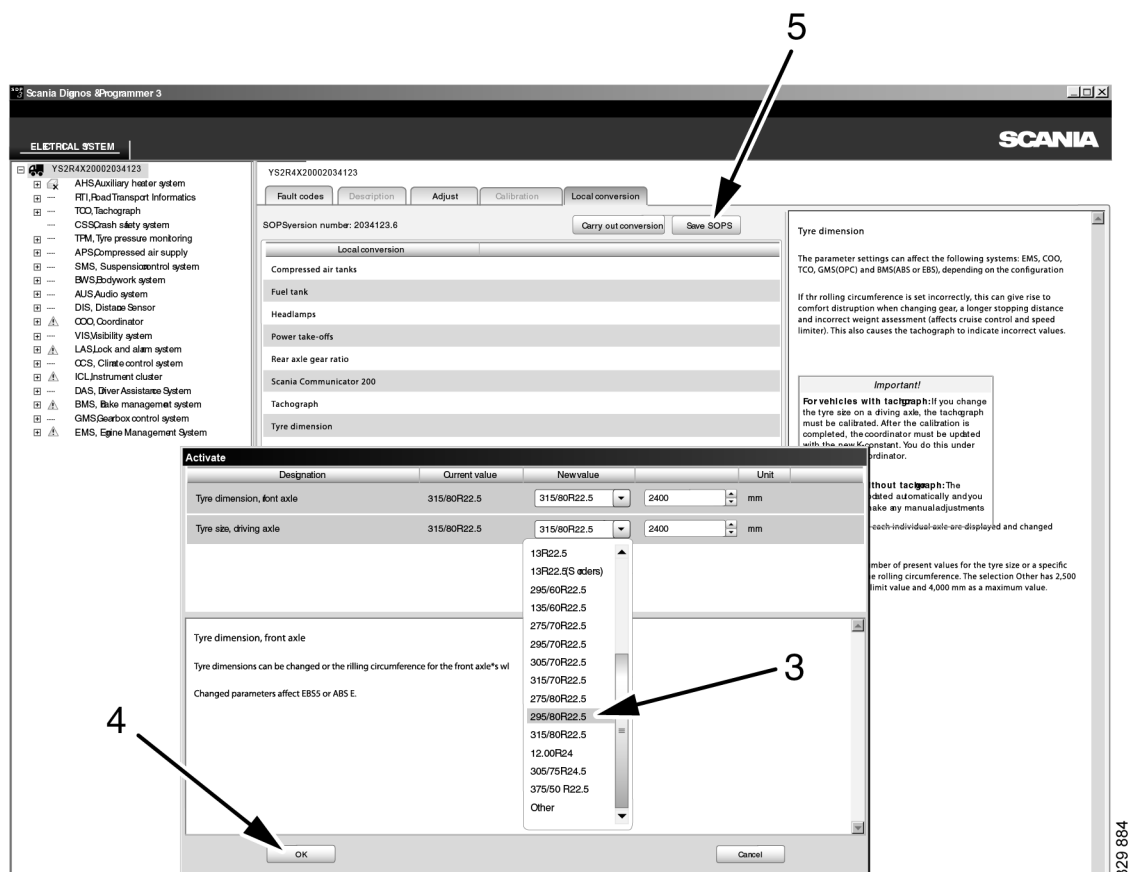 5
SOP 3 Scania Dignos &Programmer 3
ELECTRCAL SYSTEM
SCANIA
YS2R4X20002034123
AHS,Auxiliary heater system
RTI,Road Transport Informatics
TCO, Tachograph
CSS,Crash safety system
TPM, Tyre pressure monitoring
APS,Compressed air supply
SMS, Suspension control system
BWS,Bodywork system
AUS,Audio system
DIS, Distance Sensor
COO, Coordinator
VIS,Visibility system
LAS,Lock and alarm system
CCS, Climate control system
ICL,Instrument cluster
DAS, Driver Assistance System
BMS, Brake management system
GMS,Gearbox control system
EMS, Engine Management System
YS2R4X20002034123
Fault codes Description Adjust Calibration Local conversion
SOPSversion number: 2034123.6
Carry out conversion Save SOPS
Local conversion
Compressed air tanks
Fuel tank
Headlamps
Power take-offs
Rear axle gear ratio
Scania Communicator 200
Tachograph
Tyre dimension
Tyre dimension
The parameter settings can affect the following systems: EMS, COO,
TCO, GMS(OPC) and BMS(ABS or EBS), depending on the configuration
If thr rolling circumference is set incorrectly, this can give rise to
comfort distruption when changing gear, a longer stopping distance
and incorrect weignt assessment (affects cruise control and speed
limiter). This also causes the tachograph to indicate incorrect values.
Important!
For vehicles with tachograph: If you change
the tyre size on a driving axle, the tachograph
must be calibrated. After the calibration is
completed, the coordinator must be updated
with the new K-constant. You do this under
ordinator.
thout tachograph: The
pdated automatically and you
make any manual adjustments
each individual axle are displayed and changed
mber of present values for the tyre size or a specific
e rolling circumference. The selection Other has 2,500
limit value and 4,000 mm as a maximum value.
Activate
Designation Current value New value Unit
Tyre dimension, front axle 315/80R22.5 315/80R22.5 2400 mm
Tyre size, driving axle 315/80R22.5 315/80R22.5 2400 mm
13R22.5
13R22.5(S orders)
295/60R22.5
135/60R22.5
275/70R22.5
295/70R22.5
305/70R22.5
315/70R22.5
275/80R22.5
295/80R22.5
315/80R22.5
12.00R24
305/75R24.5
375/50 R22.5
Other
3
Tyre dimension, front axle
Tyre dimensions can be changed or the rilling circumference for the front axle*s wl
Changed parameters affect EBS5 or ABS E.
4
OK Cancel
329 884